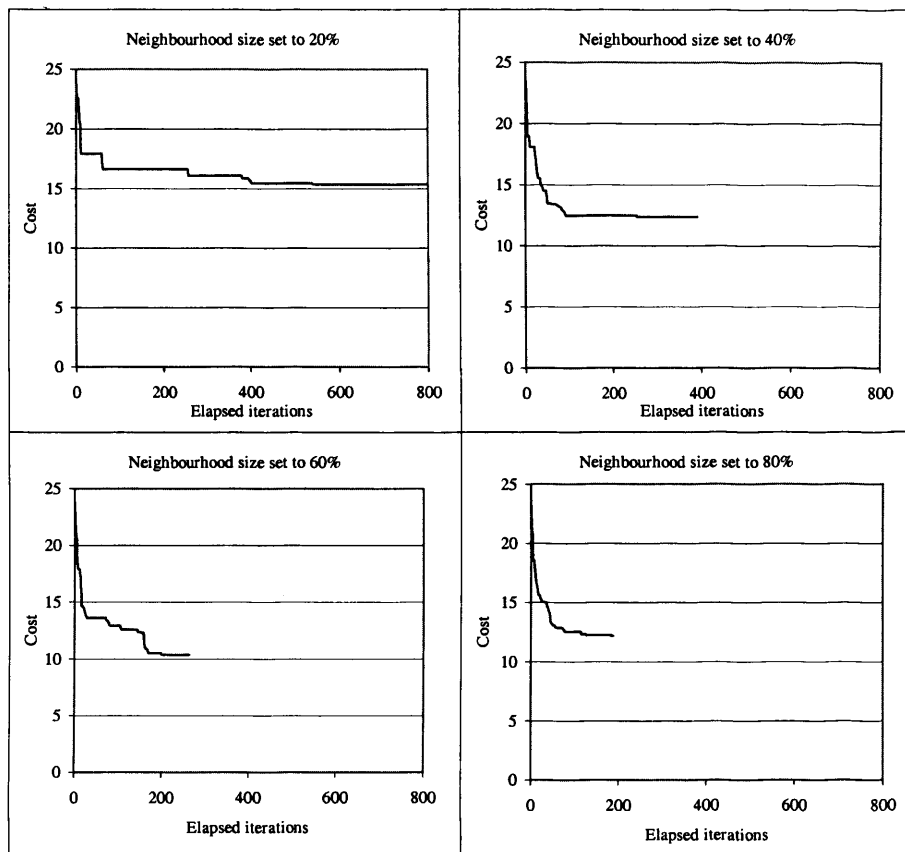 Neighbourhood size set to 20%
25
20
15
10
5
0
Cost
0 200 400 600 800
Elapsed iterations
Neighbourhood size set to 40%
25
20
15
10
5
0
Cost
0 200 400 600 800
Elapsed iterations
Neighbourhood size set to 60%
25
20
15
10
5
0
Cost
0 200 400 600 800
Elapsed iterations
Neighbourhood size set to 80%
25
20
15
10
5
0
Cost
0 200 400 600 800
Elapsed iterations